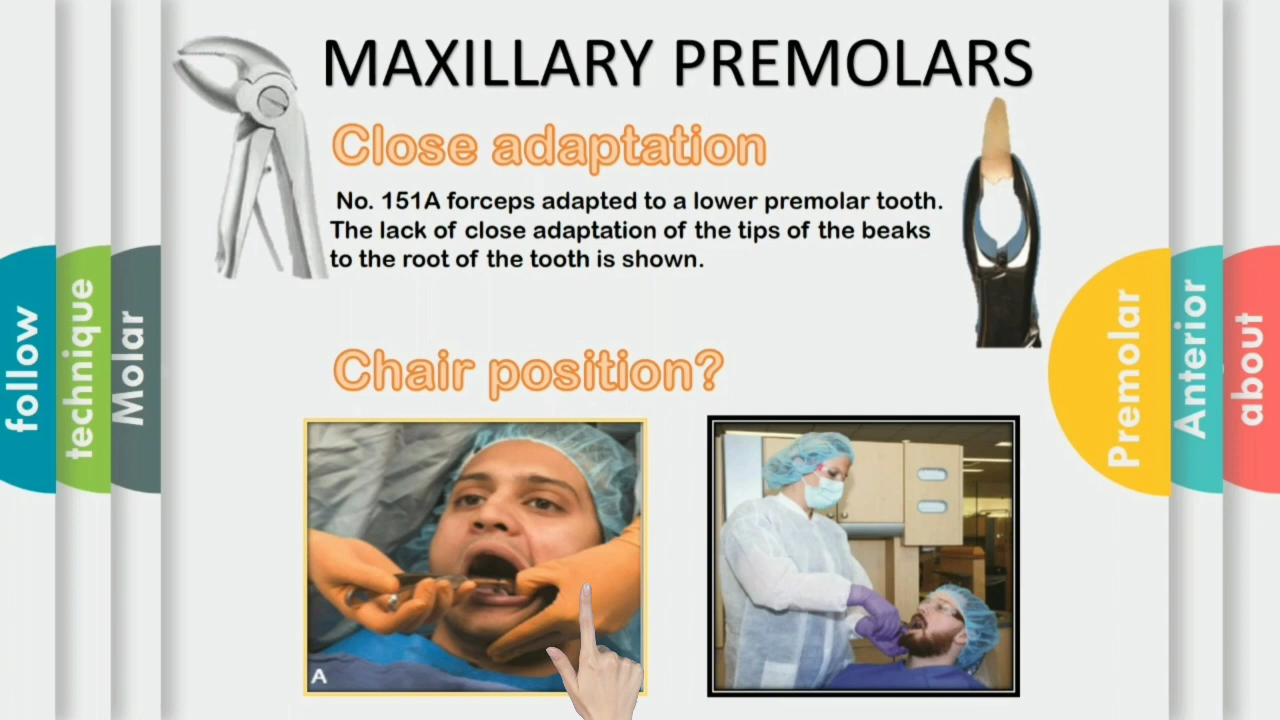 MAXILLARY PREMOLARS
Close adaptation
No. 151A forceps adapted to a lower premolar tooth.
The lack of close adaptation of the tips of the beaks
to the root of the tooth is shown.
Chair position?
follow
technique
Molar
Premolar
Anterior
about
A